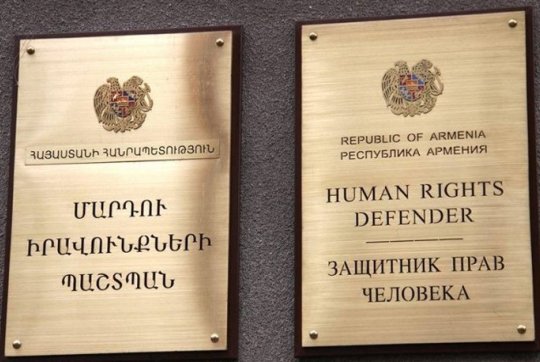 ՀԱՅԱՍՏԱՆԻ ՀԱՆՐԱՊԵՏՈՒԹՅՈՒՆ
ՄԱՐԴՈՒ
ԻՐԱՎՈՒՆՔՆԵՐԻ
ՊԱՇՏՊԱՆ
REPUBLIC OF ARMENIA
РЕСПУБЛИКА АРМЕНИЯ
HUMAN RIGHTS
DEFENDER
ЗАЩИТНИК ПРАВ
ЧЕЛОВЕКА